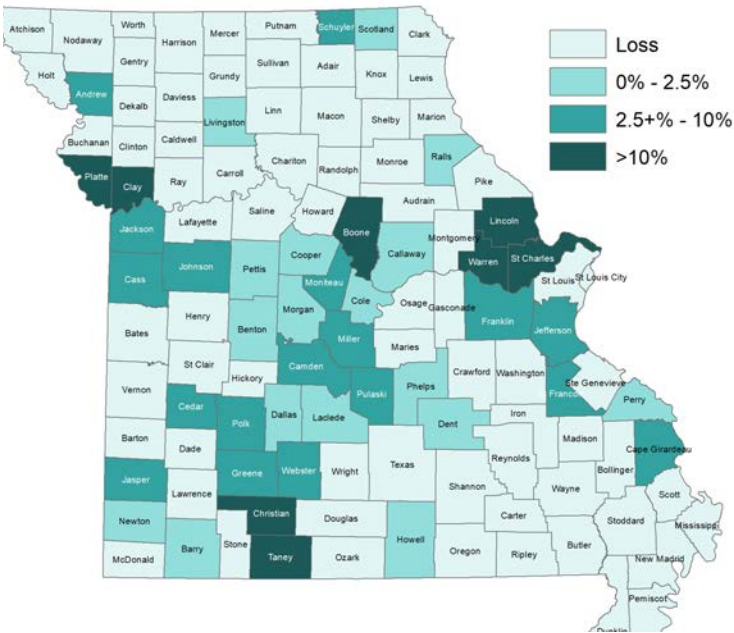 Atchison
Nodaway
Worth
Harrison
Mercer
Putnam
Schuyler
Scotland
Clark
Loss
0% - 2.5%
2.5+% - 10%
>10%
Holt
Gentry
Grundy
Sullivan
Adair
Knox
Lewis
Andrew
Dekalb
Daviess
Livingston
Linn
Macon
Shelby
Marion
Buchanan
Clinton
Caldwell
Chariton
Randolph
Monroe
Ralls
Platte
Clay
Ray
Carroll
Pike
Audrain
Jackson
Lafayette
Saline
Howard
Boone
Callaway
Montgomery
Lincoln
Warren
St Charles
St Louis
St Louis City
Cass
Johnson
Pettis
Cooper
Moniteau
Cole
Osage
Gasconade
Franklin
Jefferson
Bates
Henry
Benton
Morgan
Miller
Maries
Vernon
St Clair
Hickory
Camden
Pulaski
Phelps
Crawford
Washington
Francois
Ste Genevieve
Perry
Cedar
Polk
Dallas
Laclede
Dent
Iron
Madison
Cape Girardeau
Barton
Dade
Greene
Webster
Wright
Texas
Reynolds
Bollinger
Jasper
Lawrence
Shannon
Wayne
Scott
Newton
Christian
Douglas
Carter
Stoddard
Mississippi
McDonald
Barry
Stone
Taney
Ozark
Howell
Oregon
Ripley
Butler
New Madrid
Pemiscot
Dunklin